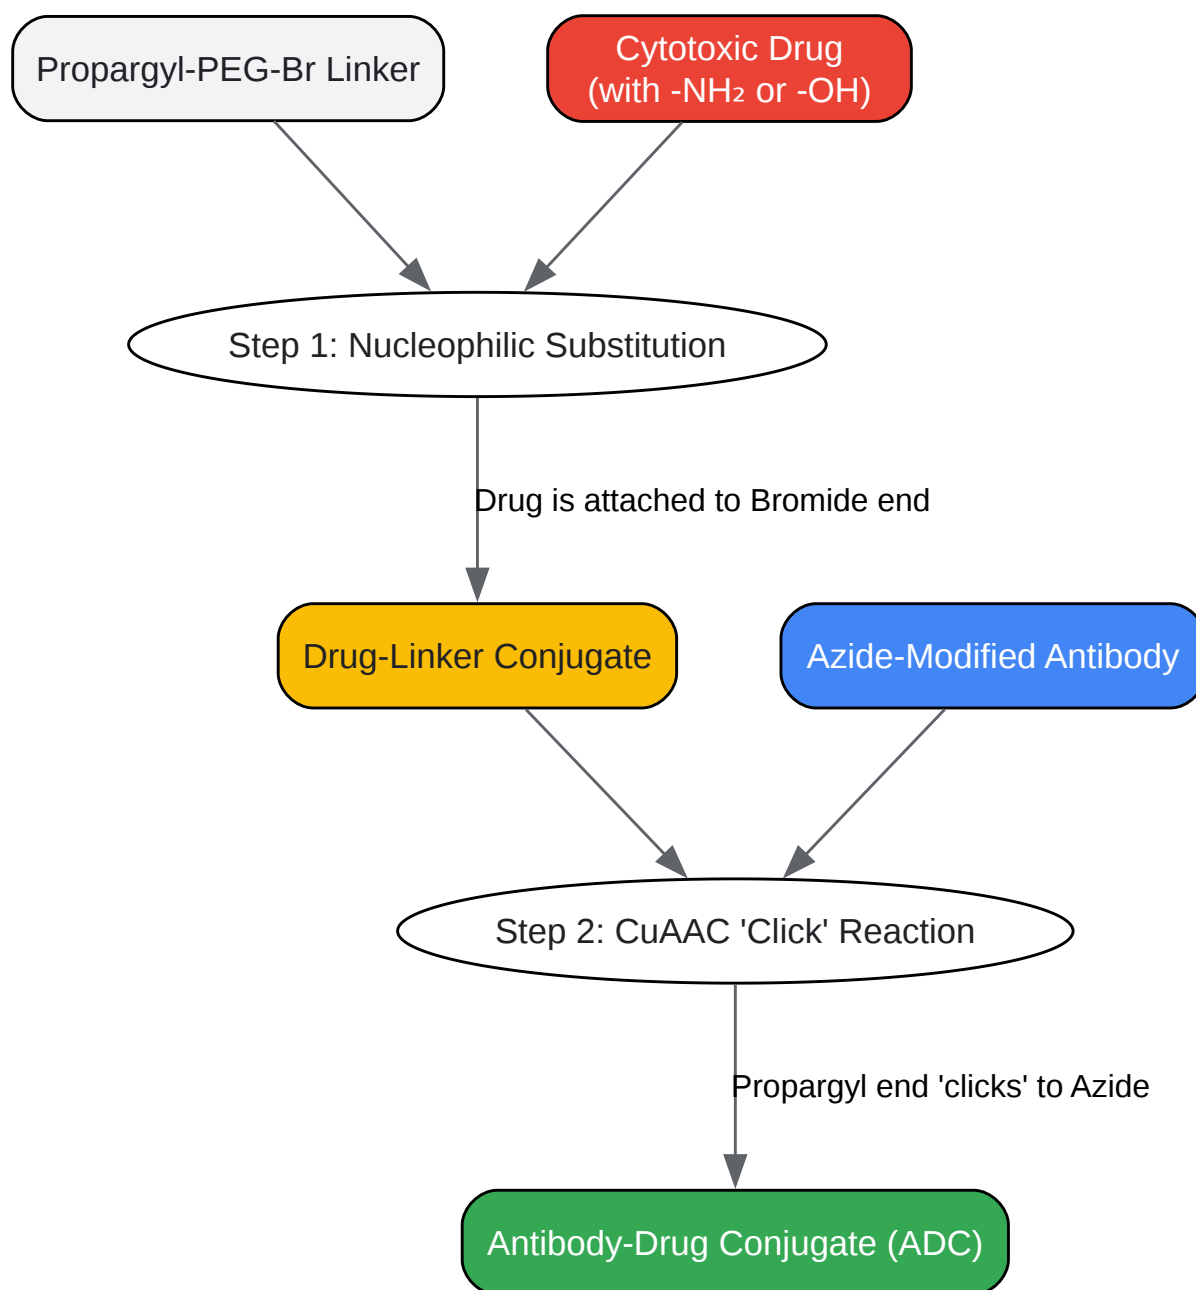 Propargyl-PEG-Br Linker
Cytotoxic Drug
(with -NH₂ or -OH)
Step 1: Nucleophilic Substitution
Drug is attached to Bromide end
Drug-Linker Conjugate
Azide-Modified Antibody
Step 2: CuAAC 'Click' Reaction
Propargyl end 'clicks' to Azide
Antibody-Drug Conjugate (ADC)